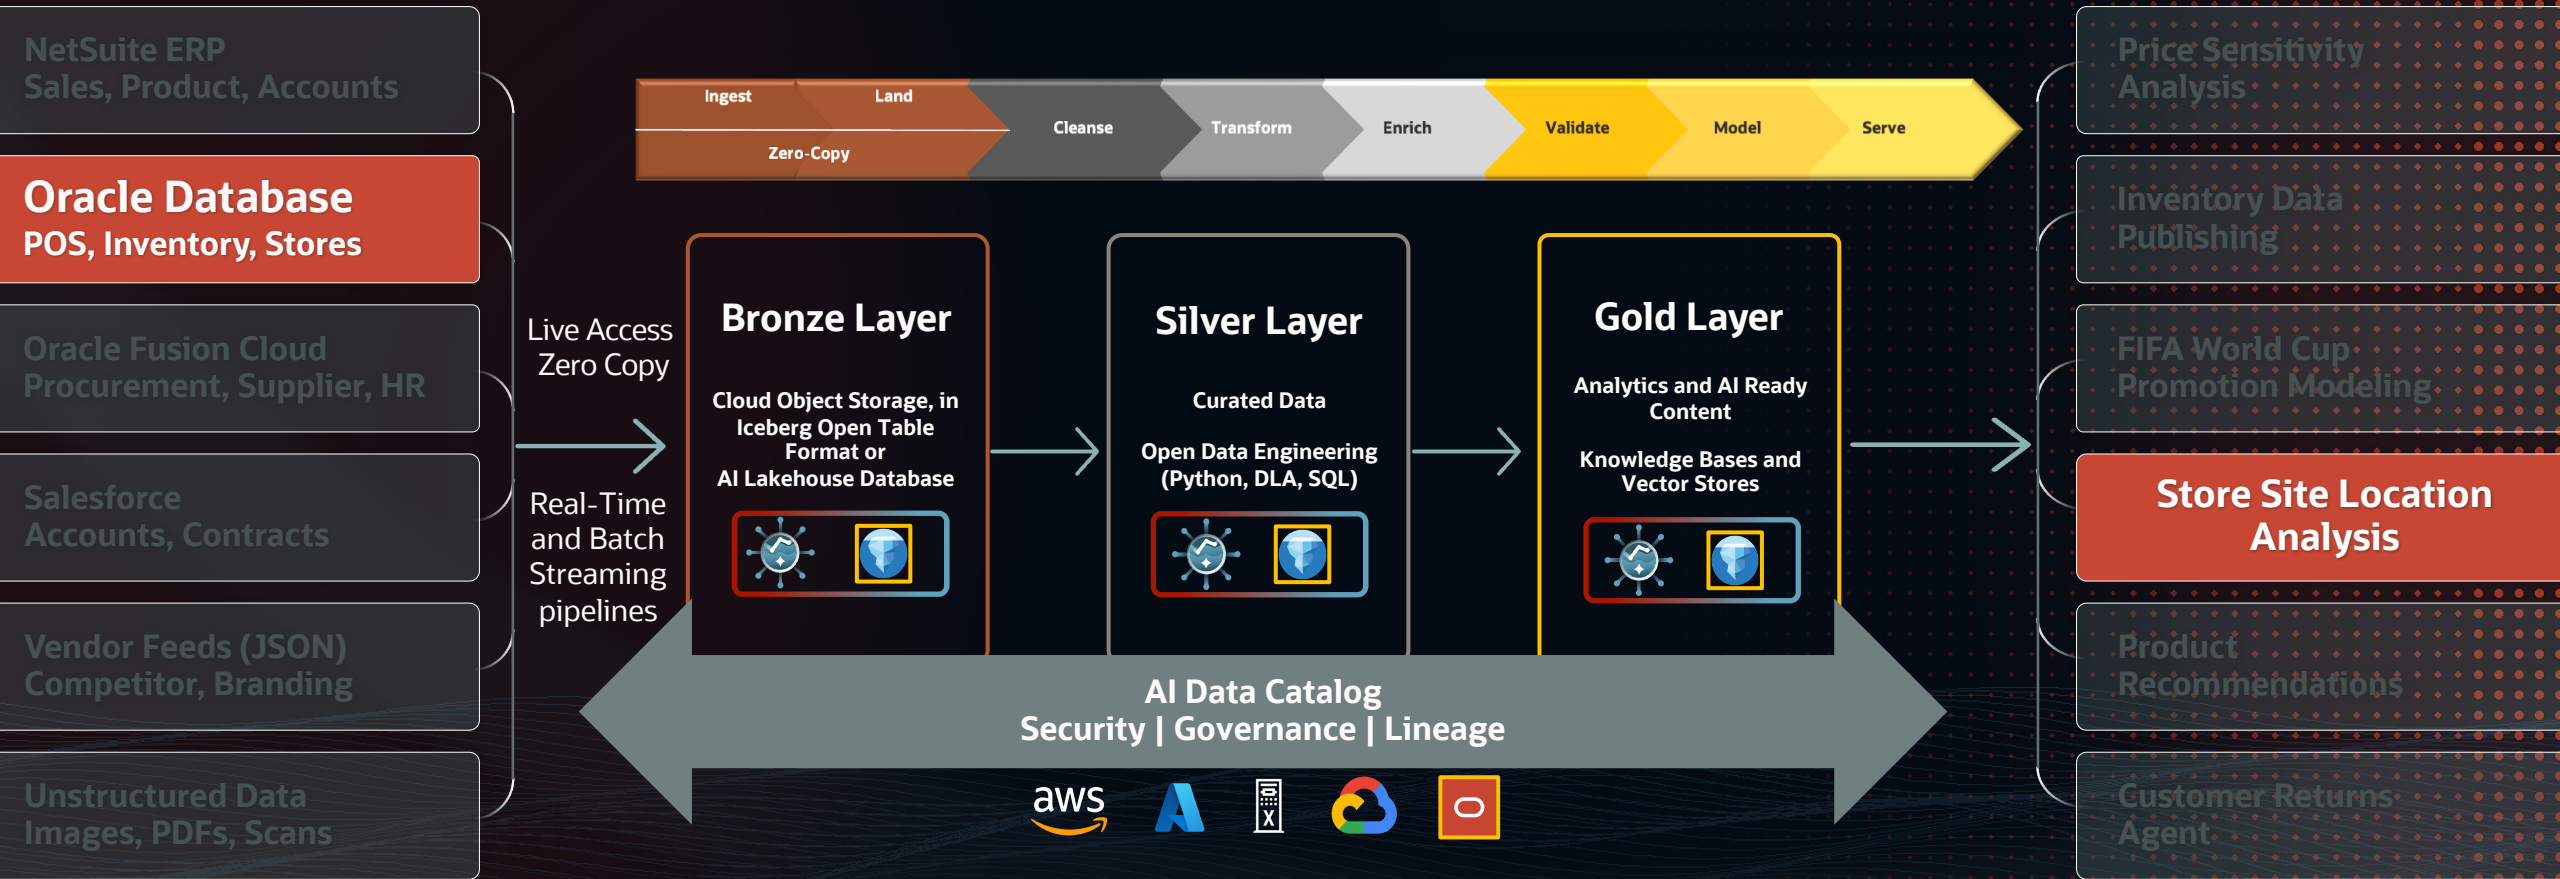 NetSuite ERP
Sales, Product, Accounts
Oracle Database
POS, Inventory, Stores
Oracle Fusion Cloud
Procurement, Supplier, HR
Salesforce
Accounts, Contracts
Vendor Feeds (JSON)
Competitor, Branding
Unstructured Data
Images, PDFs, Scans
Live Access
Zero Copy
Real-Time
and Batch
Streaming
pipelines
Ingest
Land
Zero-Copy
Cleanse
Transform
Enrich
Validate
Model
Serve
Bronze Layer
Cloud Object Storage, in
Iceberg Open Table
Format or
AI Lakehouse Database
Silver Layer
Curated Data
Open Data Engineering
(Python, DLA, SQL)
Gold Layer
Analytics and AI Ready
Content
Knowledge Bases and
Vector Stores
AI Data Catalog
Security | Governance | Lineage
aws
X
Price Sensitivity
Analysis
Inventory Data
Publishing
FIFA World Cup
Promotion Modeling
Store Site Location
Analysis
Product
Recommendations
Customer Returns
Agent